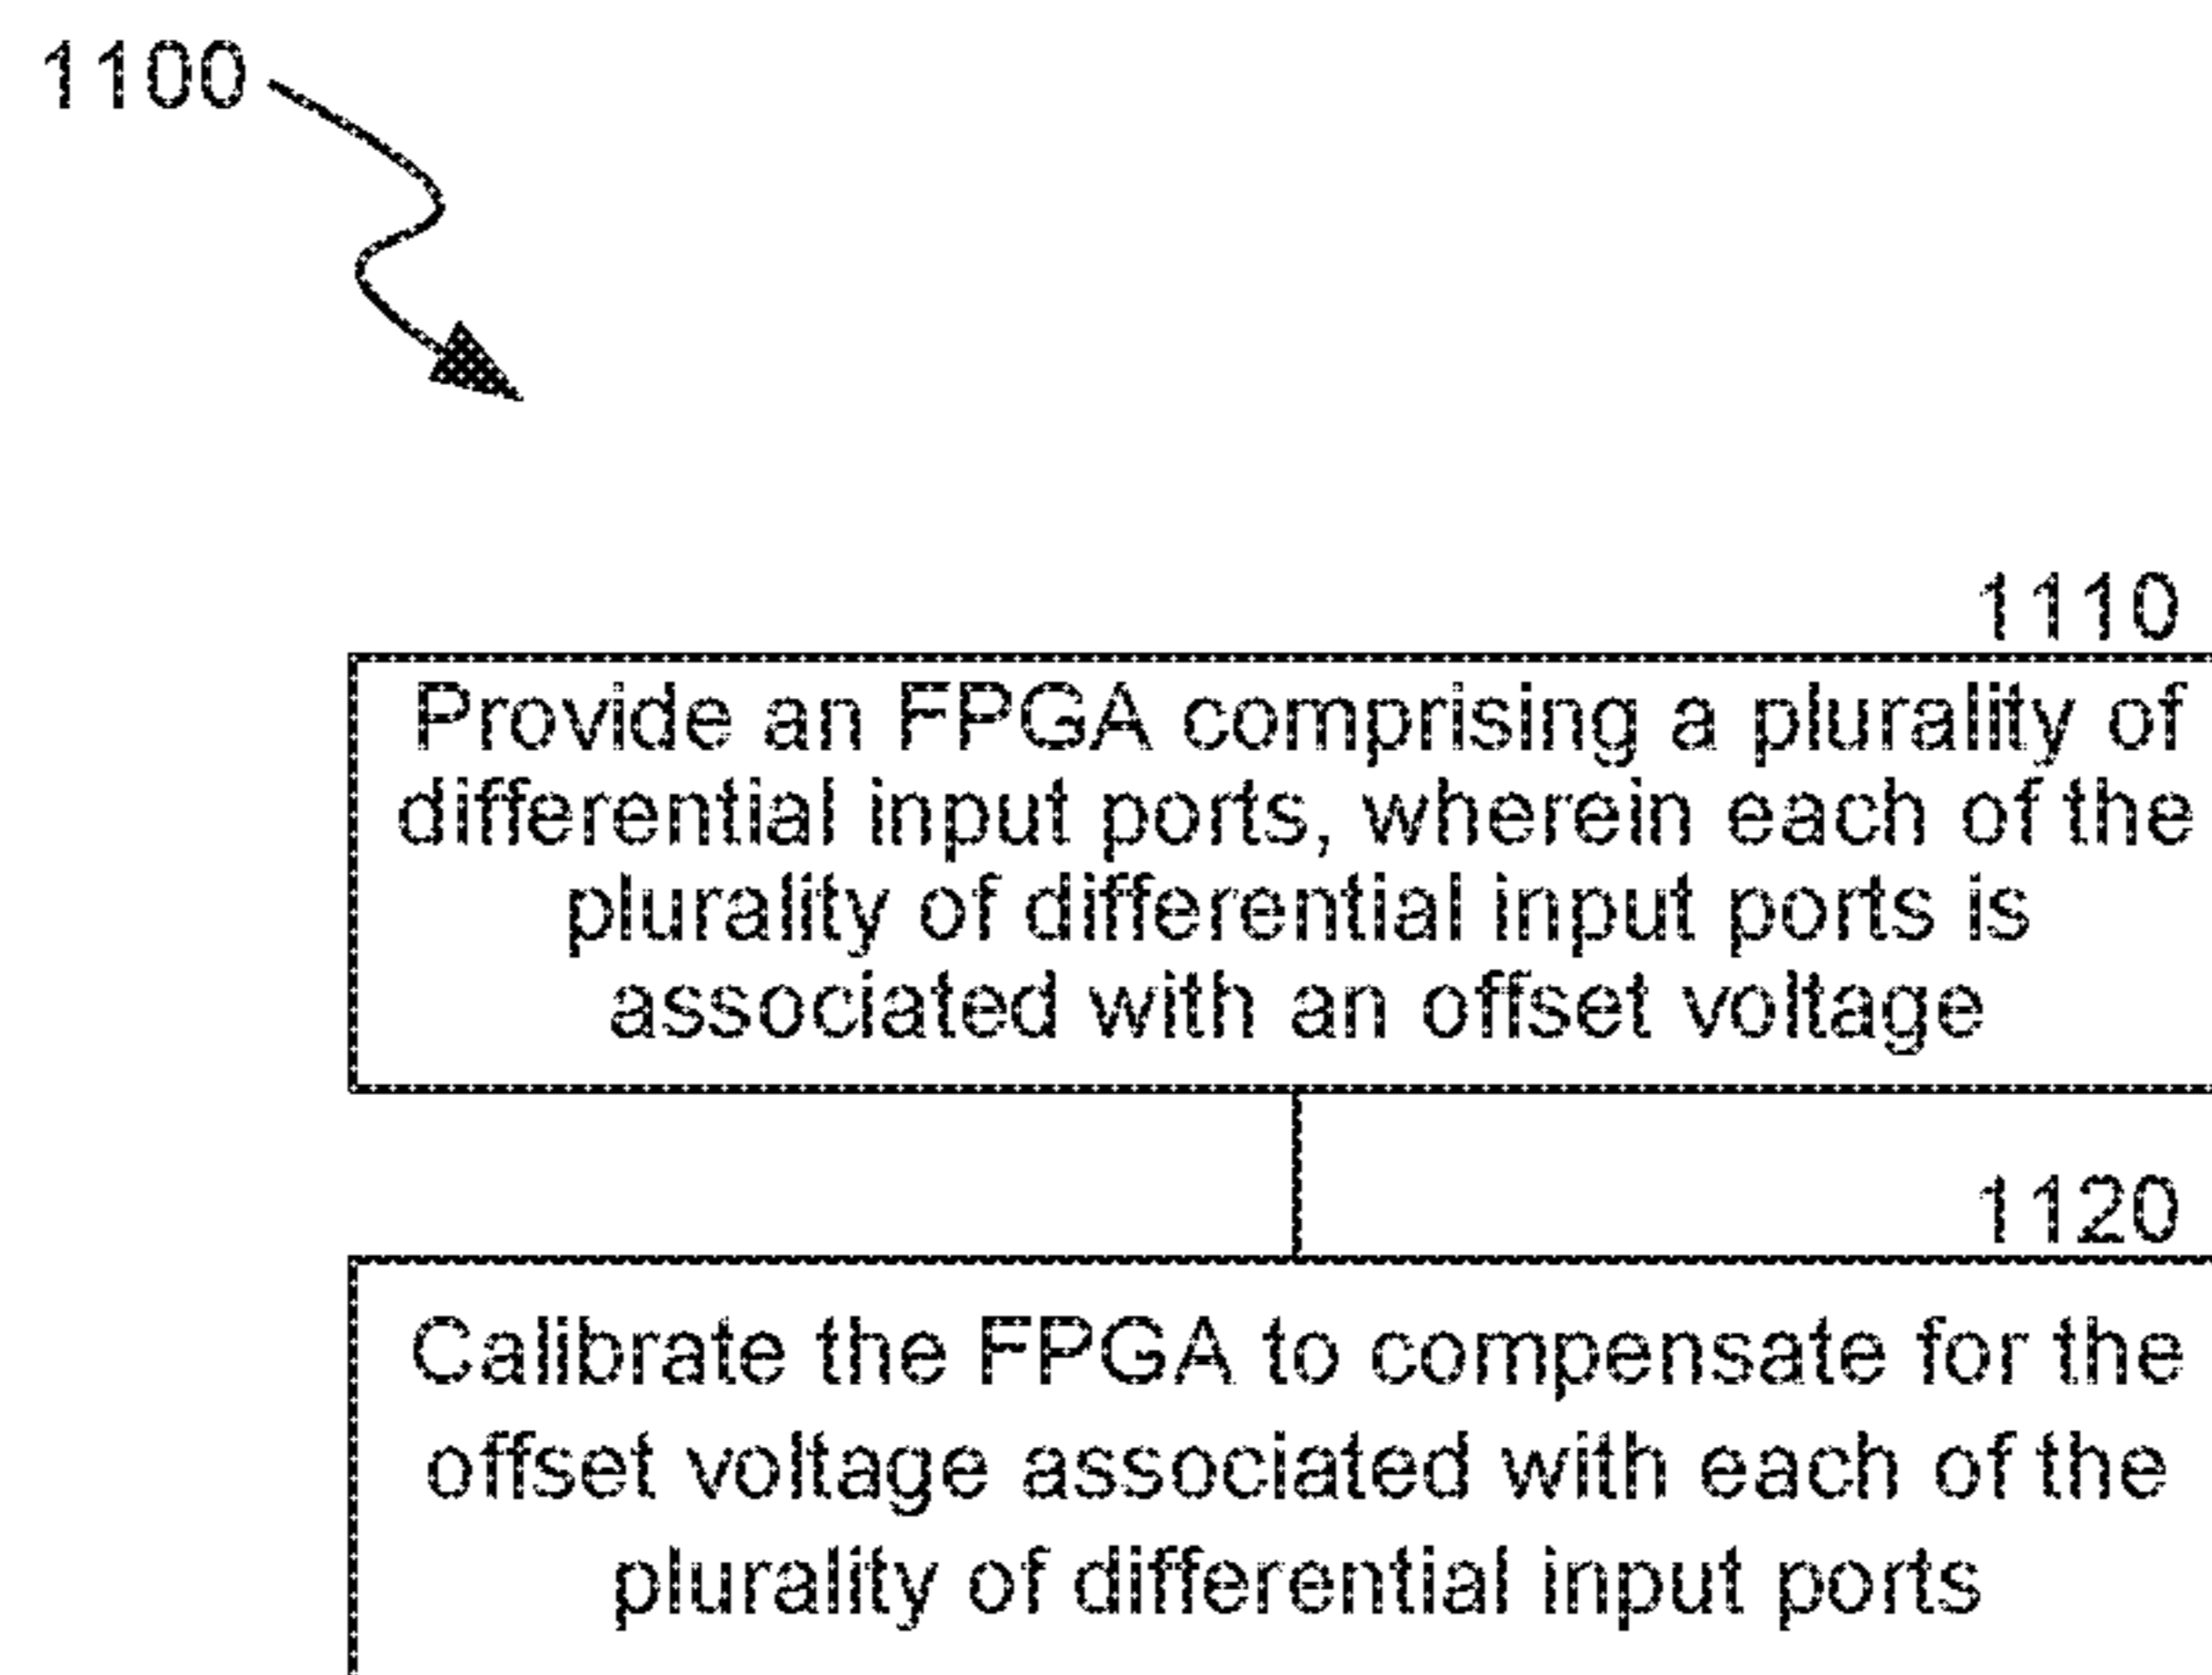 1100
1110
Provide an FPGA comprising a plurality of
differential input ports, wherein each of the
plurality of differential input ports is
associated with an offset voltage
1120
Calibrate the FPGA to compensate for the
offset voltage associated with each of the
plurality of differential input ports